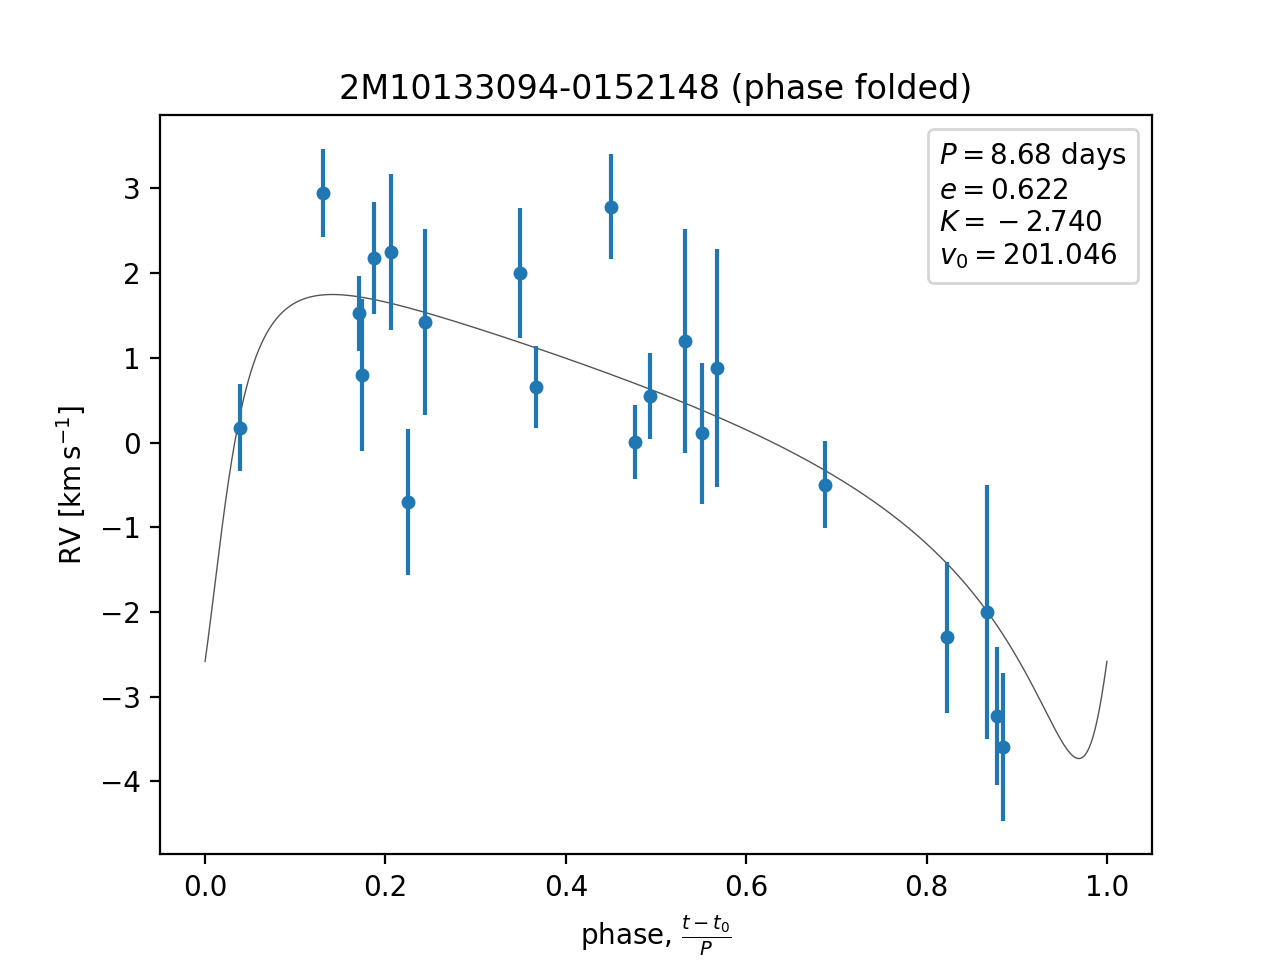 2M10133094-0152148 (phase folded)
P = 8.68 days
e = 0.622
K = −2.740
v₀ = 201.046
RV [km s⁻¹]
3
2
1
0
−1
−2
−3
−4
0.0 0.2 0.4 0.6 0.8 1.0
phase, (t − t₀)/P